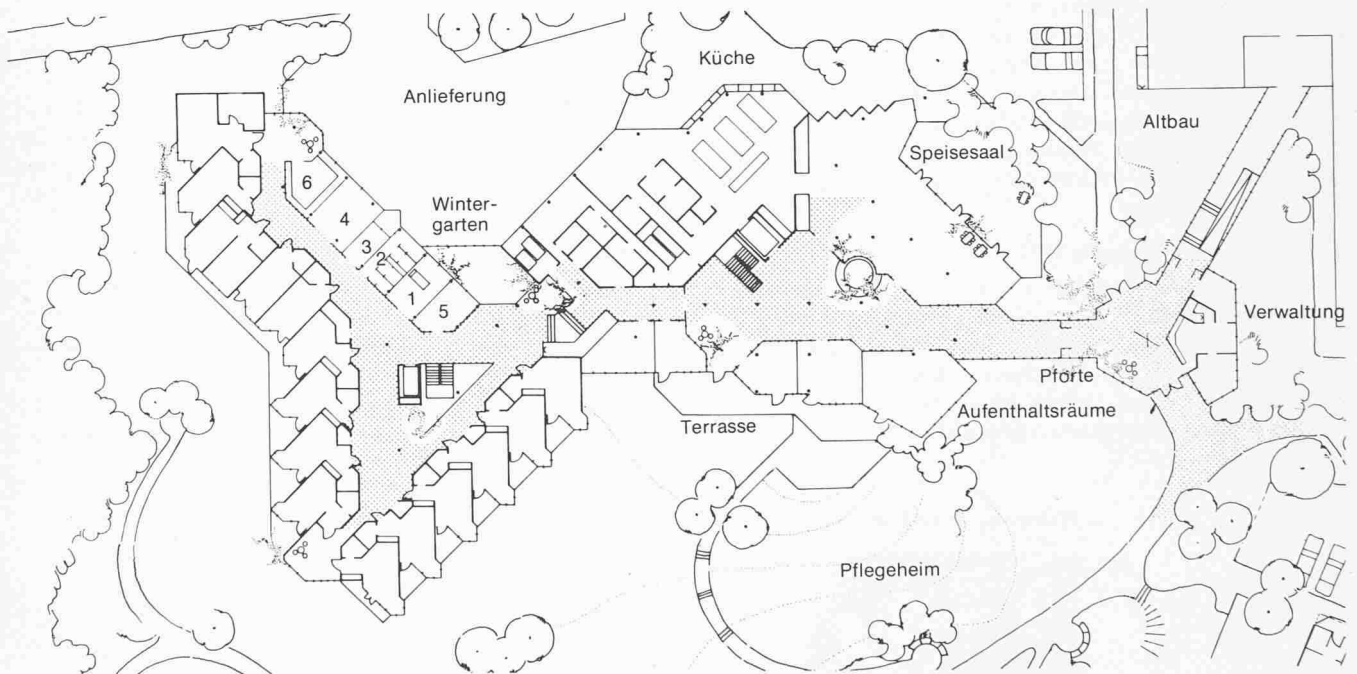 Küche
Anlieferung
Altbau
Speisesaal
6
4
Winter-
garten
3
2
1
5
Verwaltung
Pforte
Aufenthaltsräume
Terrasse
Pflegeheim